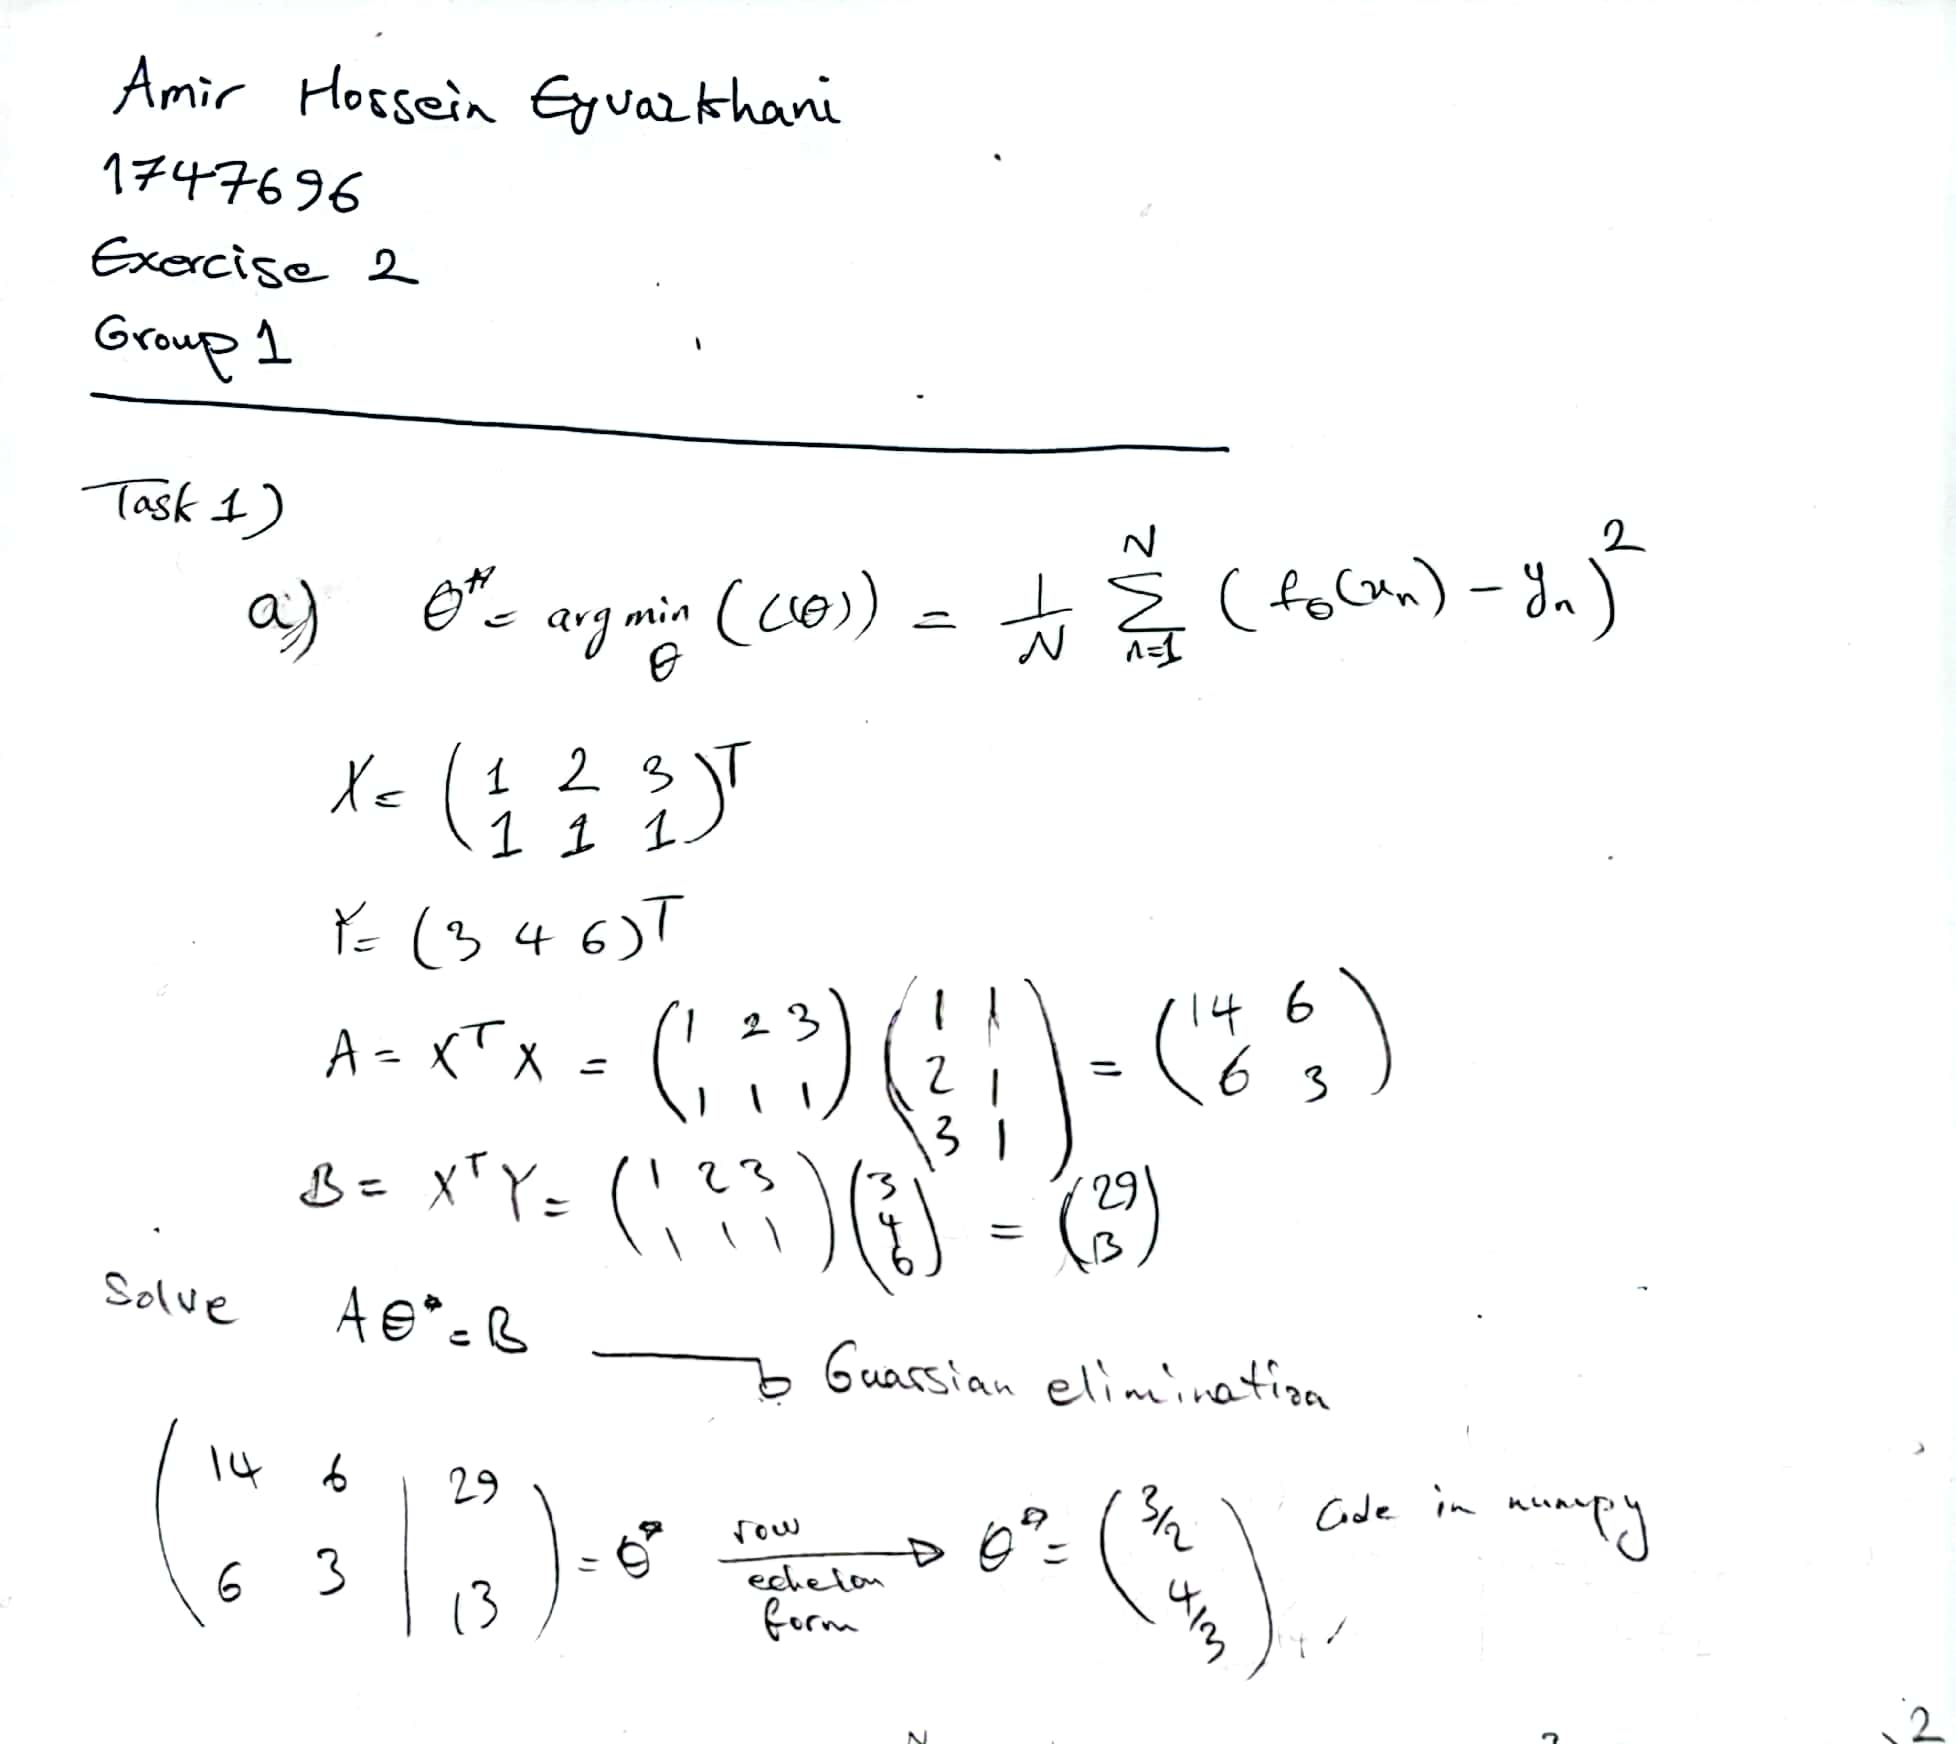 Amir Hossein Eyvazkhani
1747696
Exercise 2
Group 1
Task 1)
a) θ* = arg min_θ (L(θ)) = 1/N Σ_{n=1}^{N} (f_θ(x_n) - y_n)^2
X = (1 2 3
1 1 1)^T
Y = (3 4 6)^T
A = X^T X = (1 2 3; 1 1 1) (1 1; 2 1; 3 1) = (14 6; 6 3)
B = X^T Y = (1 2 3; 1 1 1) (3; 4; 6) = (29; 13)
Solve Aθ* = B
Guassian elimination
(14 6 | 29; 6 3 | 13) = θ* row echelon form → θ* = (3/2; 4/3) Code in numpy